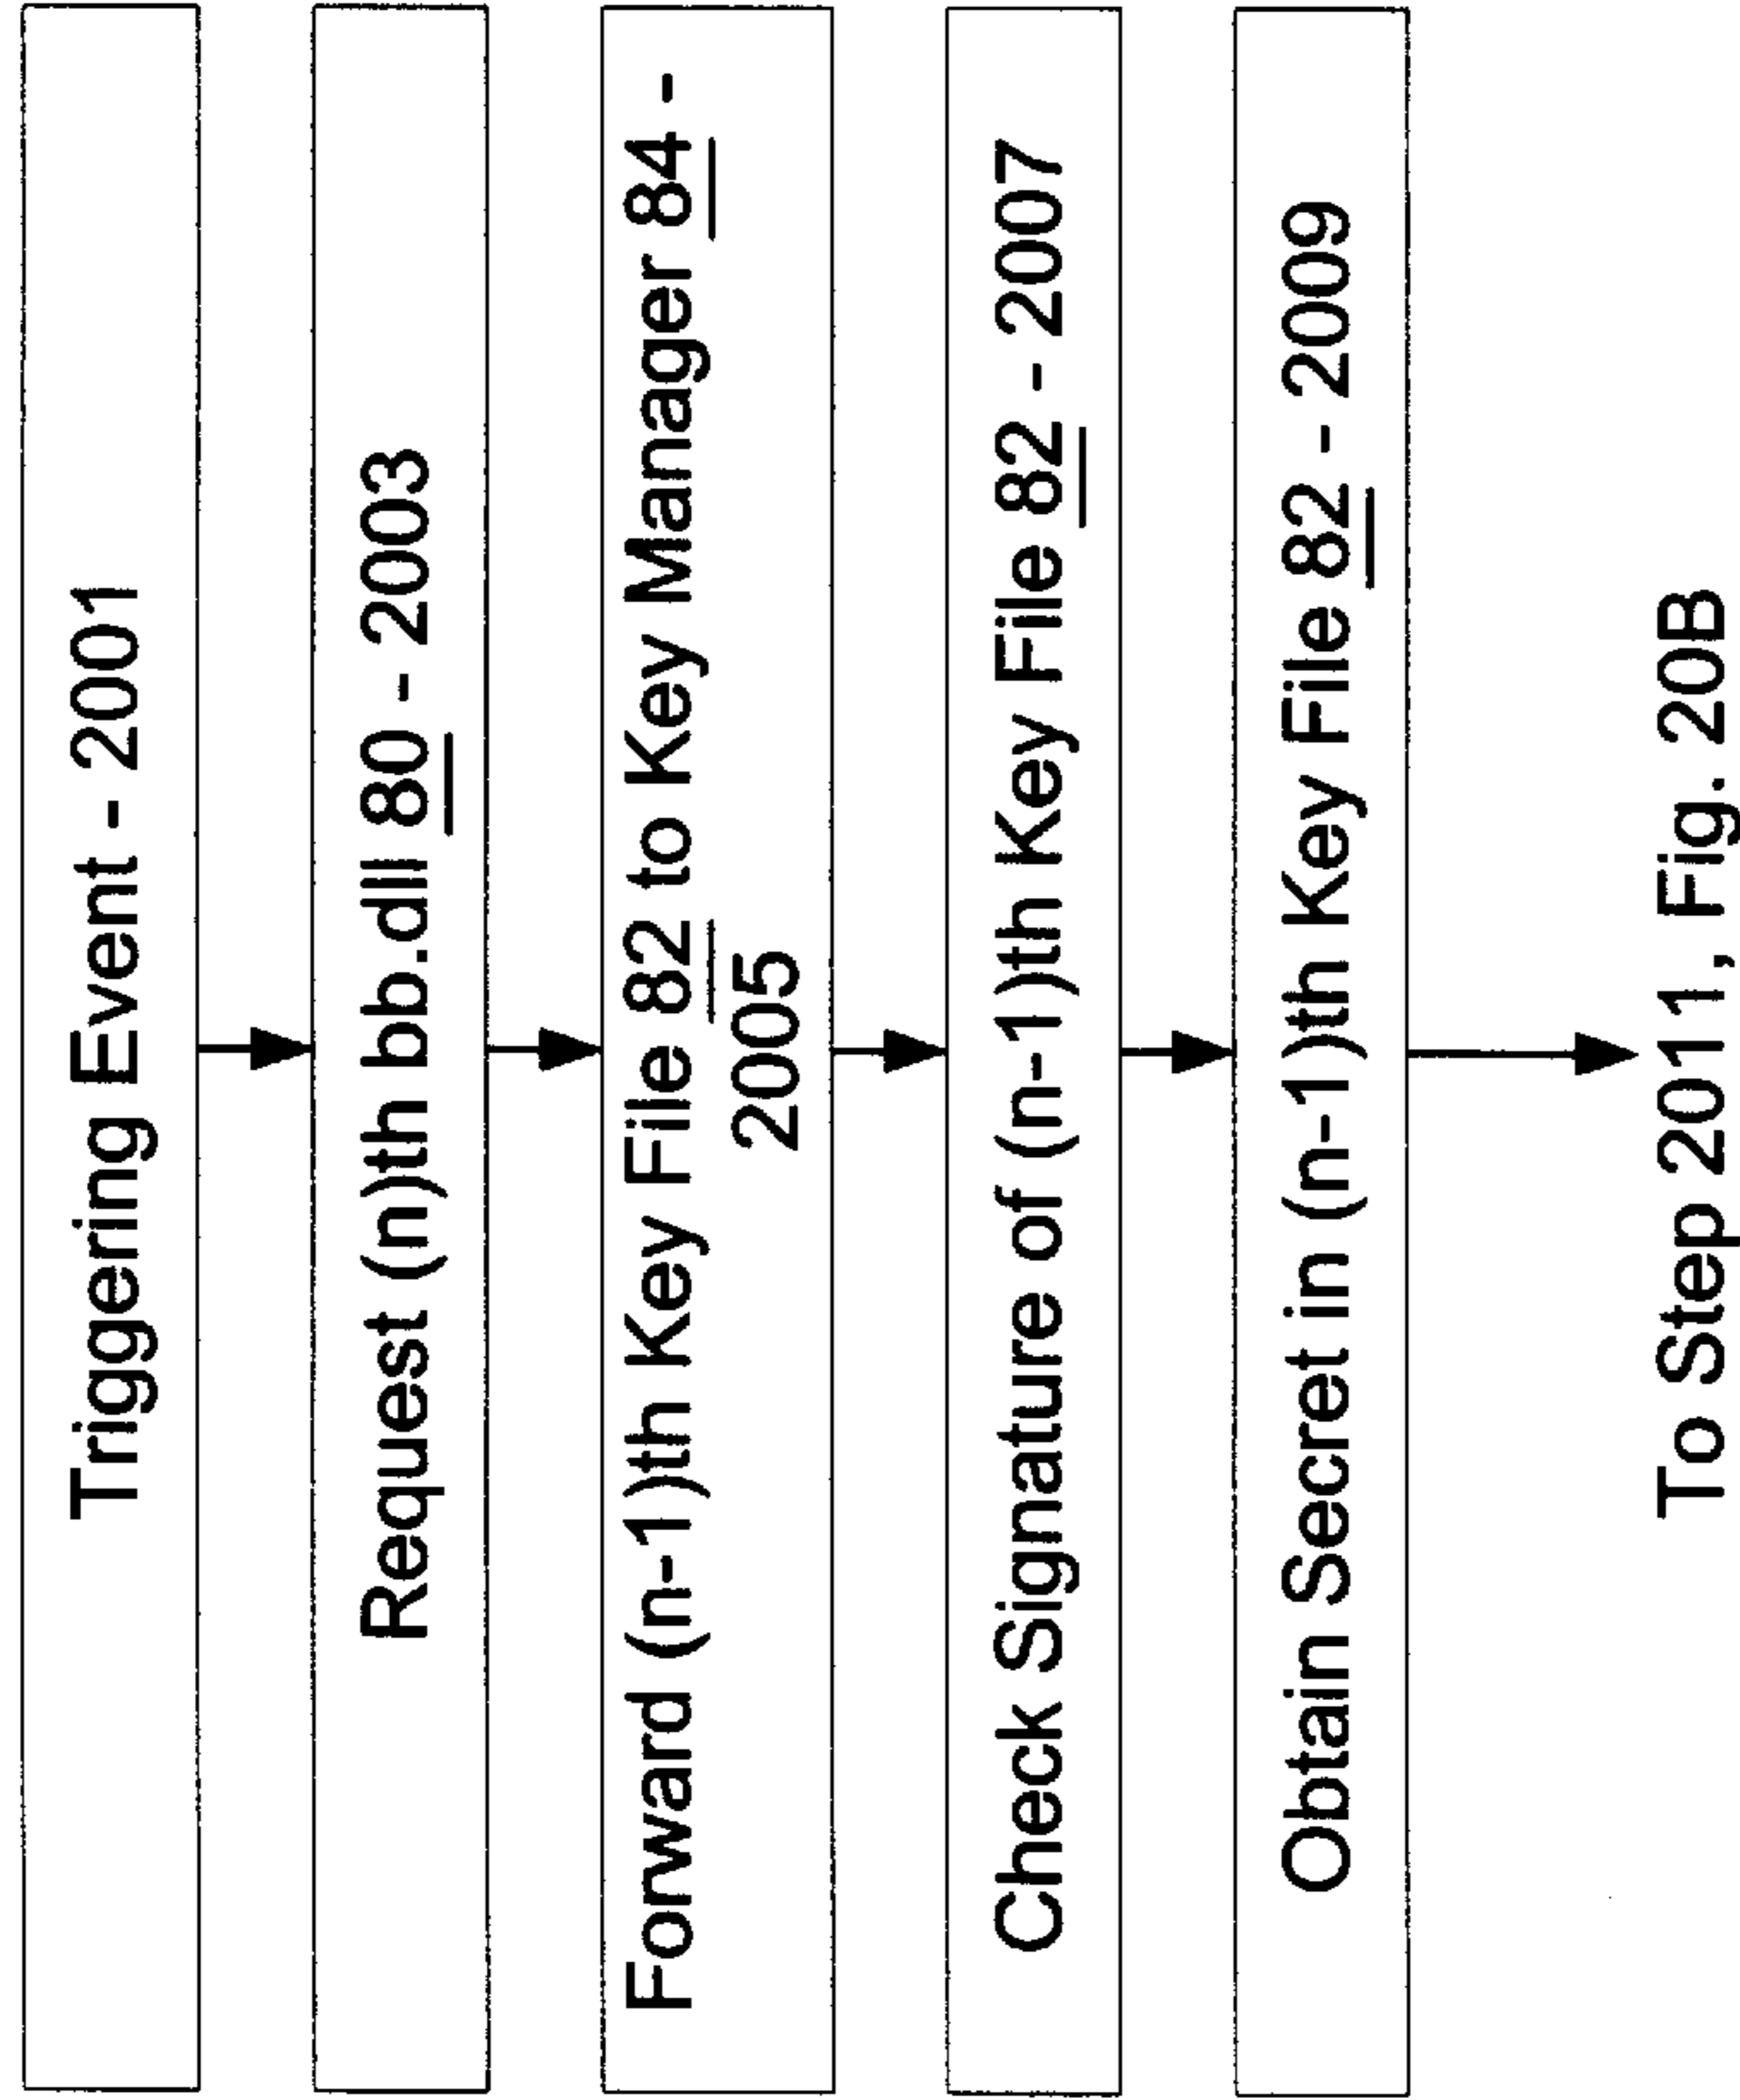 Triggering Event - 2001
Request (n)th bb.dll 80 - 2003
Forward (n-1)th Key File 82 to Key Manager 84 -
2005
Check Signature of (n-1)th Key File 82 - 2007
Obtain Secret in (n-1)th Key File 82 - 2009
To Step 2011, Fig. 20B